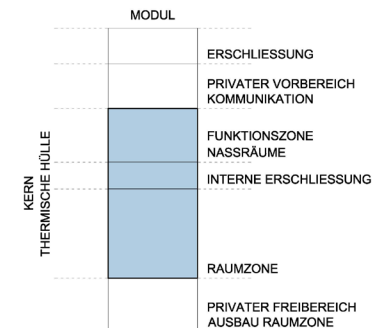 MODUL
ERSCHLIESSUNG
PRIVATER VORBEREICH
KOMMUNIKATION
FUNKTIONSZONE
NASSRÄUME
INTERNE ERSCHLIESSUNG
KERN
THERMISCHE HÜLLE
RAUMZONE
PRIVATER FREIBEREICH
AUSBAU RAUMZONE